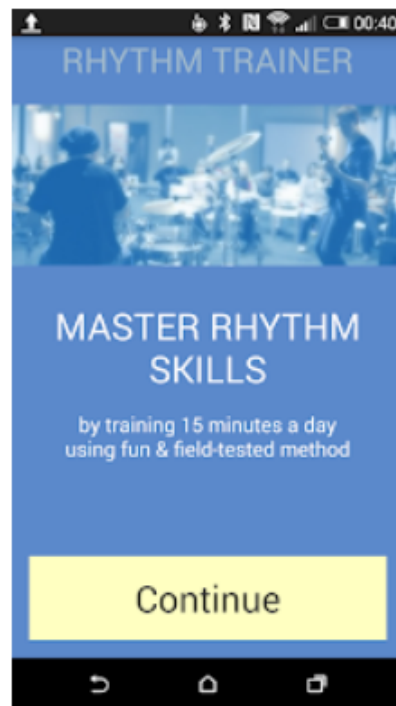 00:40
RHYTHM TRAINER
MASTER RHYTHM
SKILLS
by training 15 minutes a day
using fun & field-tested method
Continue